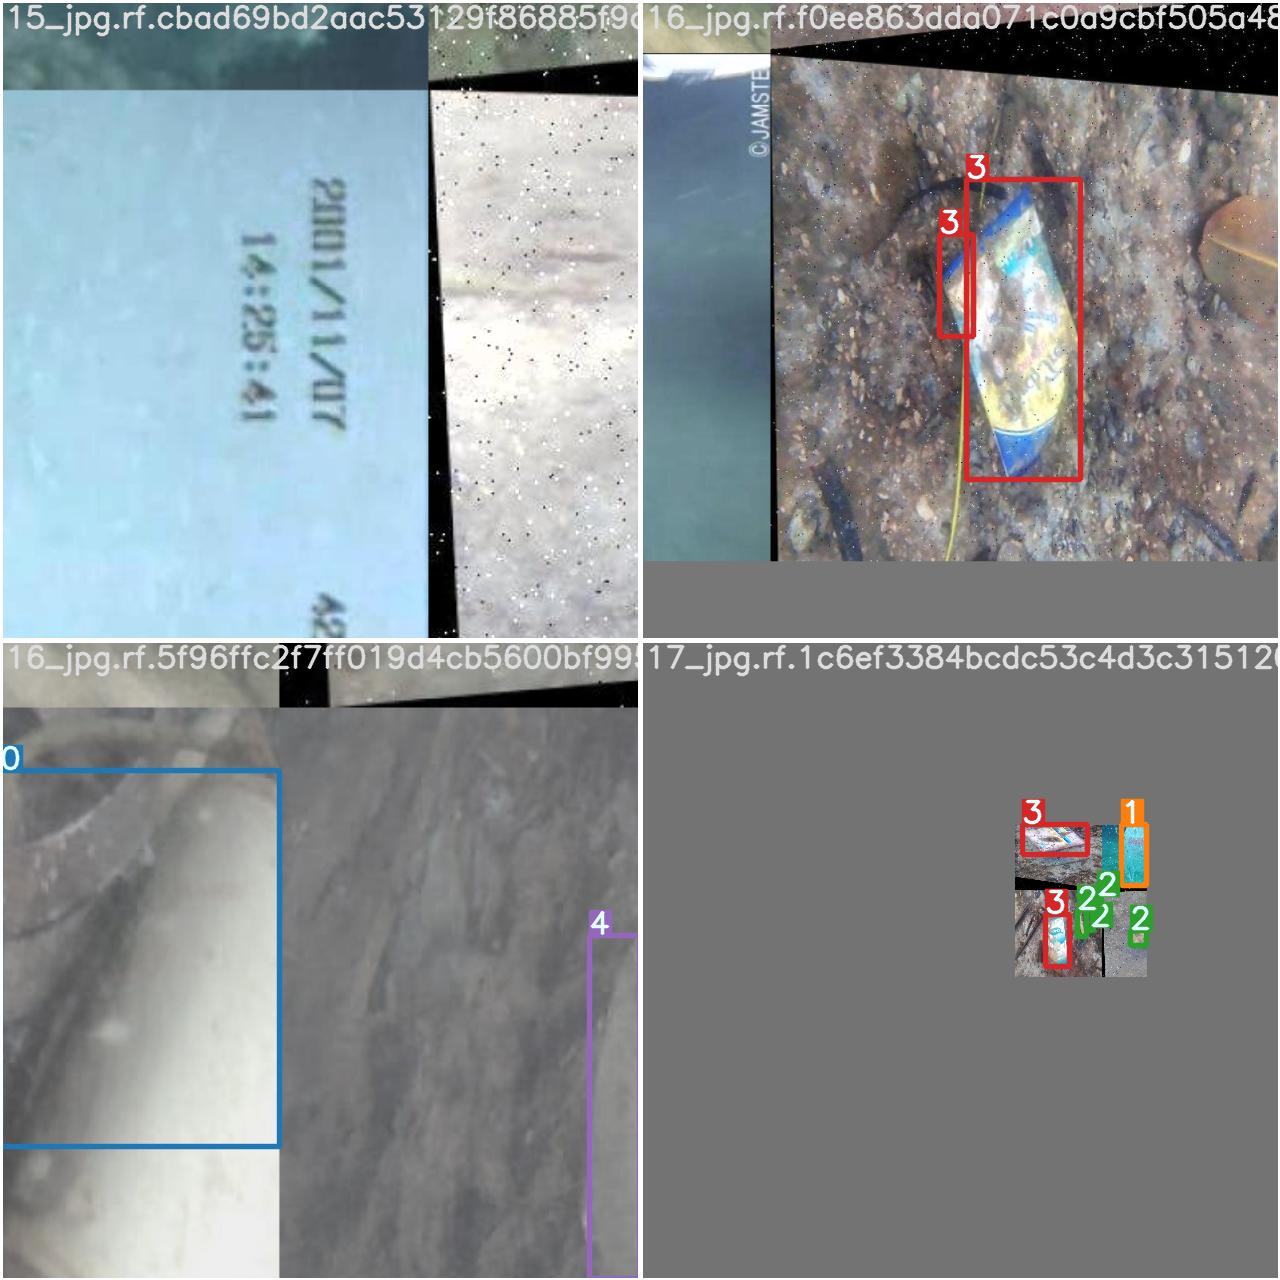 15_jpg.rf.cbad69bd2aac53129f86885f9
16_jpg.rf.f0ee863dda071c0a9cbf505a48
2001/11/07
14:25:41
42
©JAMSTE
3
3
16_jpg.rf.5f96ffc2f7ff019d4cb5600bf99
17_jpg.rf.1c6ef3384bcdc53c4d3c31512
0
4
3
1
2
2
2
3
2